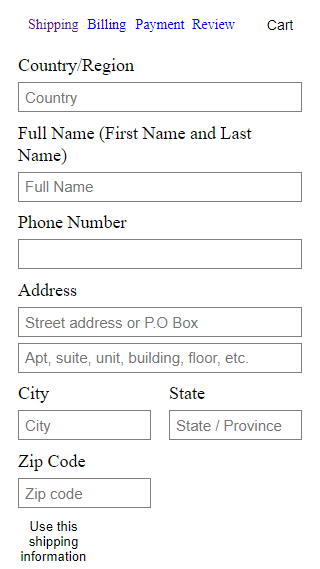 Shipping Billing Payment Review Cart
Country/Region
Country
Full Name (First Name and Last
Name)
Full Name
Phone Number
Address
Street address or P.O Box
Apt, suite, unit, building, floor, etc.
City State
City State / Province
Zip Code
Zip code
Use this
shipping
information